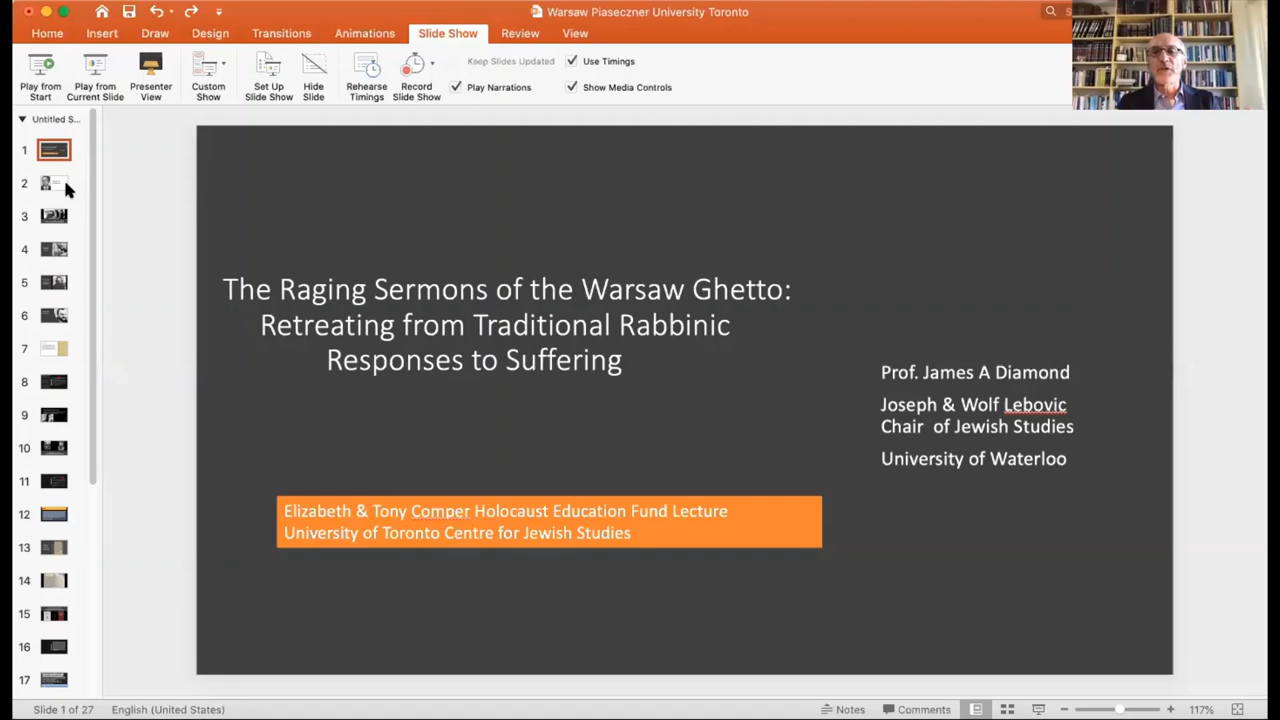 Warsaw Piaseczner University Toronto
S
Home Insert Draw Design Transitions Animations Slide Show Review View
Play from Start
Play from Current Slide
Presenter View
Custom Show
Set Up Slide Show
Hide Slide
Rehearse Timings
Record Slide Show
Keep Slides Updated
Use Timings
Play Narrations
Show Media Controls
Untitled S...
1
2
3
4
5
6
7
8
9
10
11
12
13
14
15
16
17
The Raging Sermons of the Warsaw Ghetto:
Retreating from Traditional Rabbinic
Responses to Suffering
Prof. James A Diamond
Joseph & Wolf Lebovic
Chair of Jewish Studies
University of Waterloo
Elizabeth & Tony Comper Holocaust Education Fund Lecture
University of Toronto Centre for Jewish Studies
Slide 1 of 27 English (United States) Notes Comments 117%